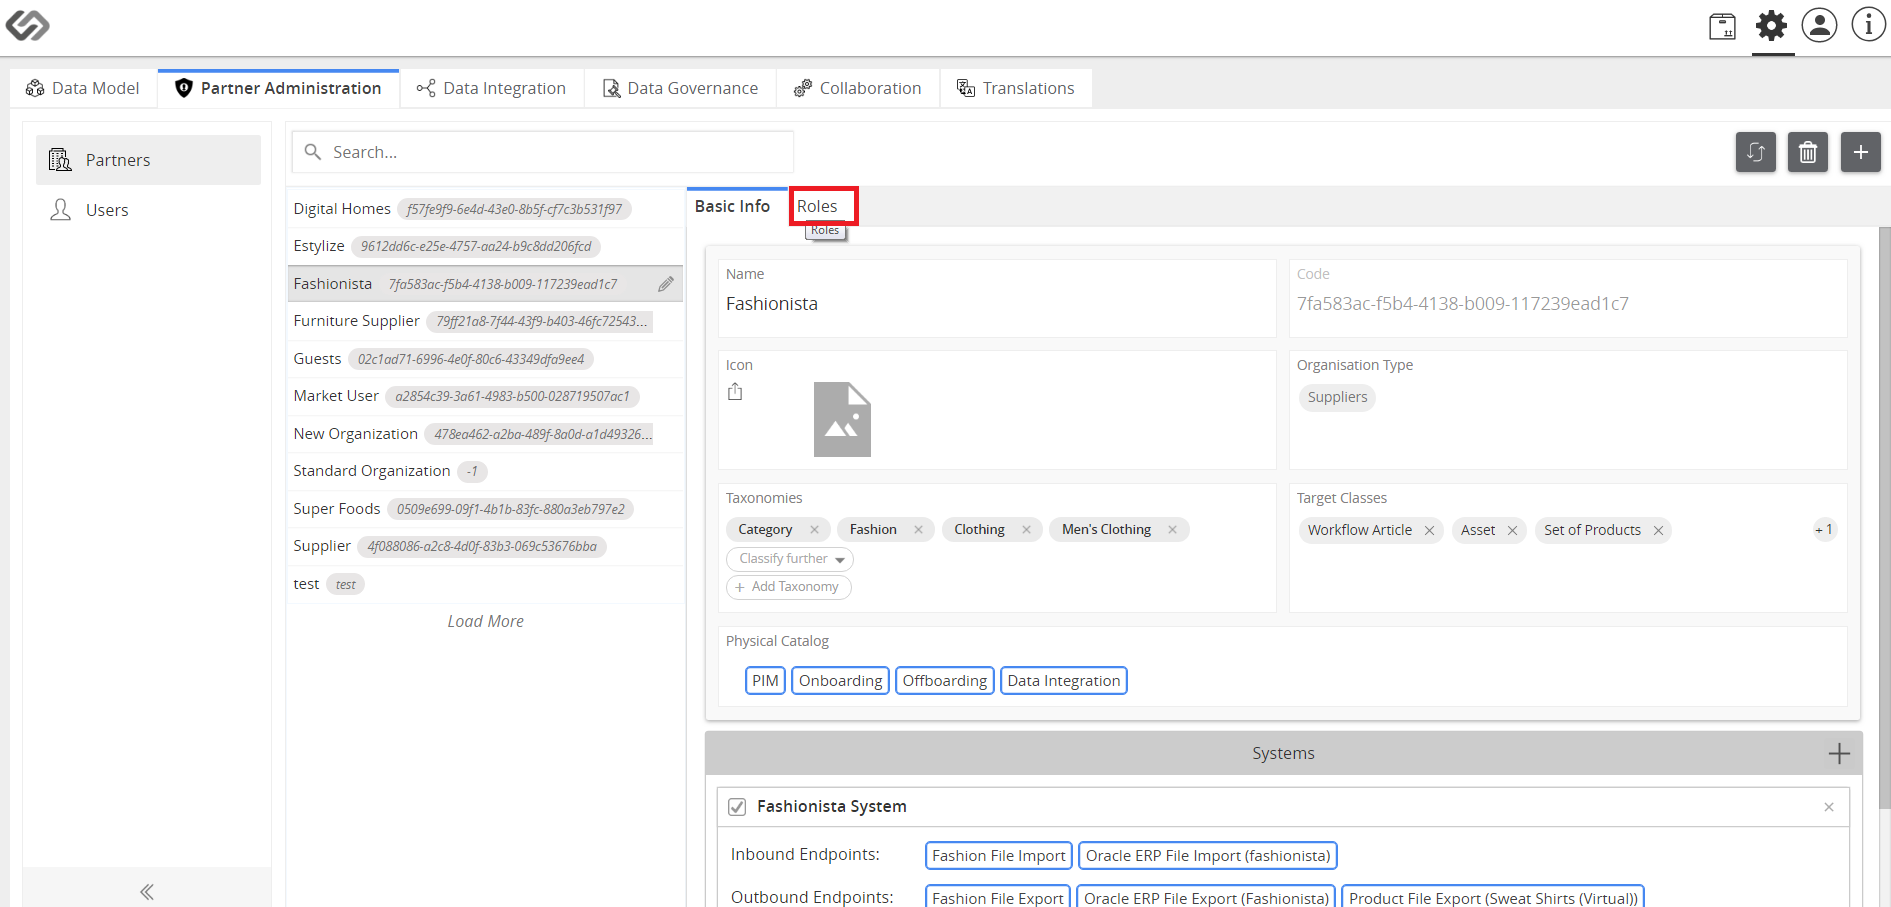 Data Model
Partner Administration
Data Integration
Data Governance
Collaboration
Translations
Partners
Users
Search...
Digital Homes f57fe9f9-6e4d-43e0-8b5f-cf7c3b531f97
Estylize 9612dd6c-e25e-4757-aa24-b9c8dd206fcd
Fashionista 7fa583ac-f5b4-4138-b009-117239ead1c7
Furniture Supplier 79ff21a8-7f44-43f9-b403-46fc72543...
Guests 02c1ad71-6996-4e0f-80c6-43349dfa9ee4
Market User a2854c39-3a61-4983-b500-028719507ac1
New Organization 478ea462-a2ba-489f-8a0d-a1d49326...
Standard Organization -1
Super Foods 0509e699-09f1-4b1b-83fc-880a3eb797e2
Supplier 4f088086-a2c8-4d0f-83b3-069c53676bba
test test
Load More
Basic Info
Roles
Roles
Name
Fashionista
Code
7fa583ac-f5b4-4138-b009-117239ead1c7
Icon
Organisation Type
Suppliers
Taxonomies
Category × Fashion × Clothing × Men's Clothing ×
Classify further
+ Add Taxonomy
Target Classes
Workflow Article × Asset × Set of Products × +1
Physical Catalog
PIM Onboarding Offboarding Data Integration
Systems
Fashionista System
Inbound Endpoints: Fashion File Import Oracle ERP File Import (fashionista)
Outbound Endpoints: Fashion File Export Oracle ERP File Export (Fashionista) Product File Export (Sweat Shirts (Virtual))